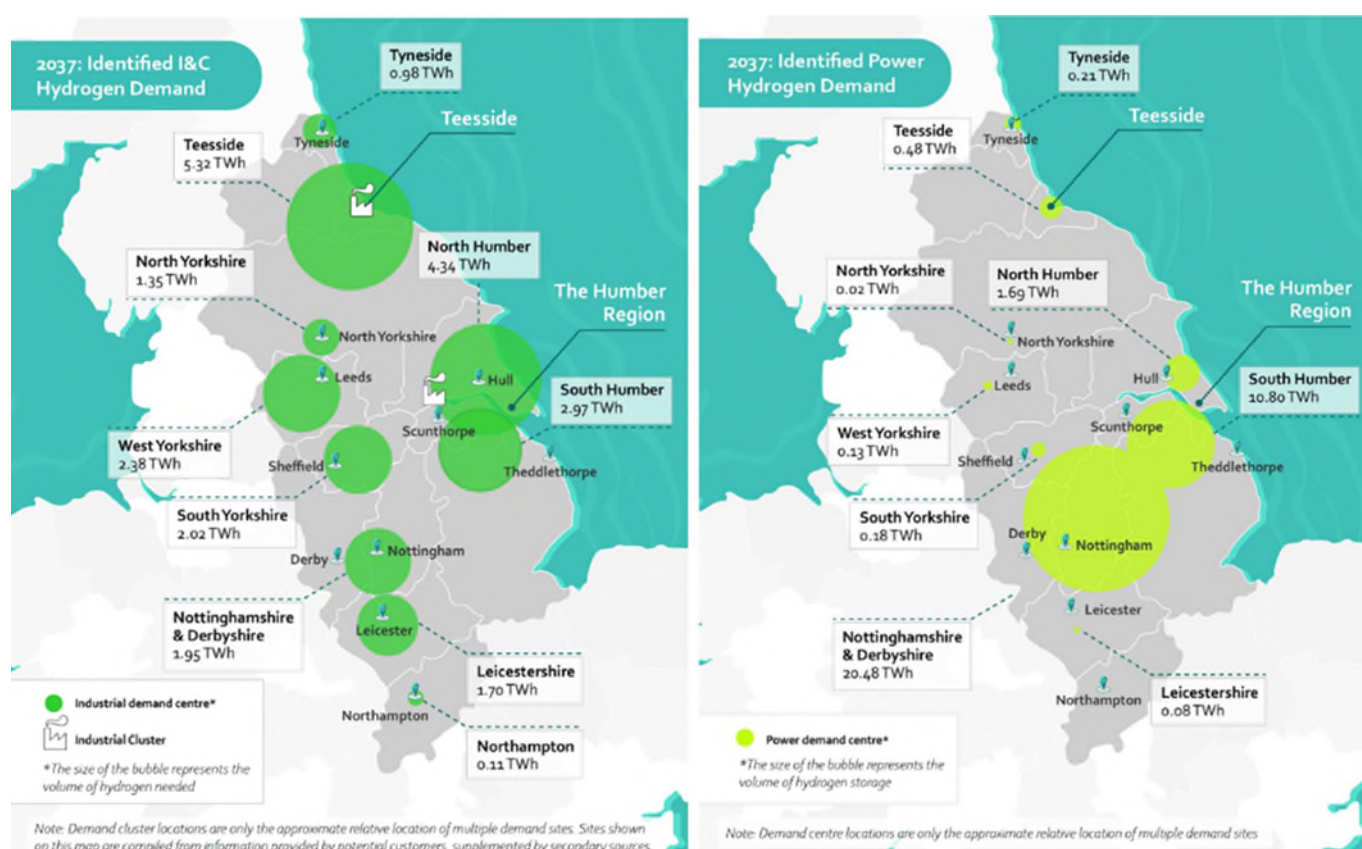 2037: Identified I&C
Hydrogen Demand
Tyneside
0.98 TWh
Teesside
Tyneside
Teesside
5.32 TWh
North Humber
4.34 TWh
North Yorkshire
1.35 TWh
The Humber
Region
North Yorkshire
Leeds
Hull
South Humber
2.97 TWh
Scunthorpe
West Yorkshire
2.38 TWh
Sheffield
Theddlethorpe
South Yorkshire
2.02 TWh
Derby
Nottingham
Nottinghamshire
& Derbyshire
1.95 TWh
Leicester
Leicestershire
1.70 TWh
Northampton
Northampton
0.11 TWh
Industrial demand centre*
Industrial Cluster
*The size of the bubble represents the
volume of hydrogen needed
Note: Demand cluster locations are only the approximate relative location of multiple demand sites. Sites shown
on this map are compiled from information provided by potential customers, supplemented by secondary sources
2037: Identified Power
Hydrogen Demand
Tyneside
0.21 TWh
Teesside
0.48 TWh
Teesside
Tyneside
North Yorkshire
0.02 TWh
North Humber
1.69 TWh
The Humber
Region
North Yorkshire
Leeds
Hull
South Humber
10.80 TWh
Scunthorpe
West Yorkshire
0.13 TWh
Sheffield
Theddlethorpe
South Yorkshire
0.18 TWh
Derby
Nottingham
Leicester
Nottinghamshire
& Derbyshire
20.48 TWh
Leicestershire
0.08 TWh
Northampton
Power demand centre*
*The size of the bubble represents the
volume of hydrogen storage
Note: Demand centre locations are only the approximate relative location of multiple demand sites